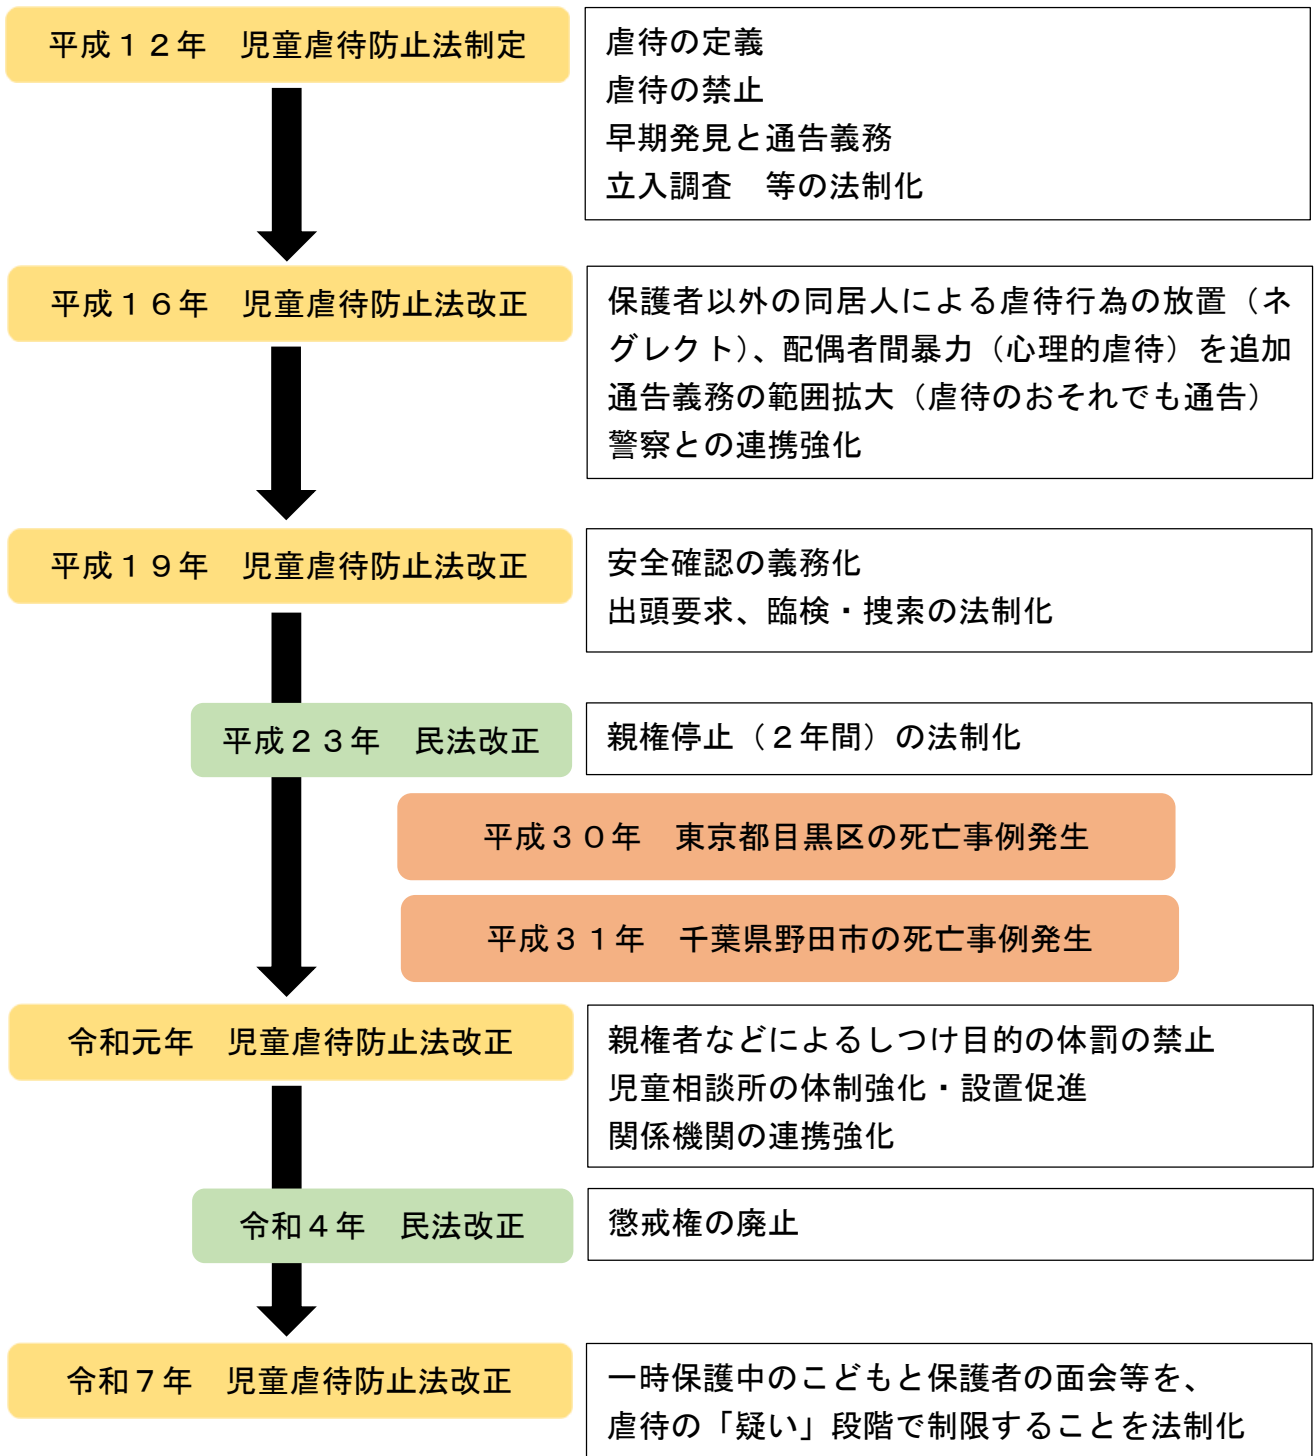 平成１２年　児童虐待防止法制定
虐待の定義
虐待の禁止
早期発見と通告義務
立入調査　等の法制化
平成１６年　児童虐待防止法改正
保護者以外の同居人による虐待行為の放置（ネ
グレクト）、配偶者間暴力（心理的虐待）を追加
通告義務の範囲拡大（虐待のおそれでも通告）
警察との連携強化
平成１９年　児童虐待防止法改正
安全確認の義務化
出頭要求、臨検・捜索の法制化
平成２３年　民法改正
親権停止（２年間）の法制化
平成３０年　東京都目黒区の死亡事例発生
平成３１年　千葉県野田市の死亡事例発生
令和元年　児童虐待防止法改正
親権者などによるしつけ目的の体罰の禁止
児童相談所の体制強化・設置促進
関係機関の連携強化
令和４年　民法改正
懲戒権の廃止
令和７年　児童虐待防止法改正
一時保護中のこどもと保護者の面会等を、
虐待の「疑い」段階で制限することを法制化